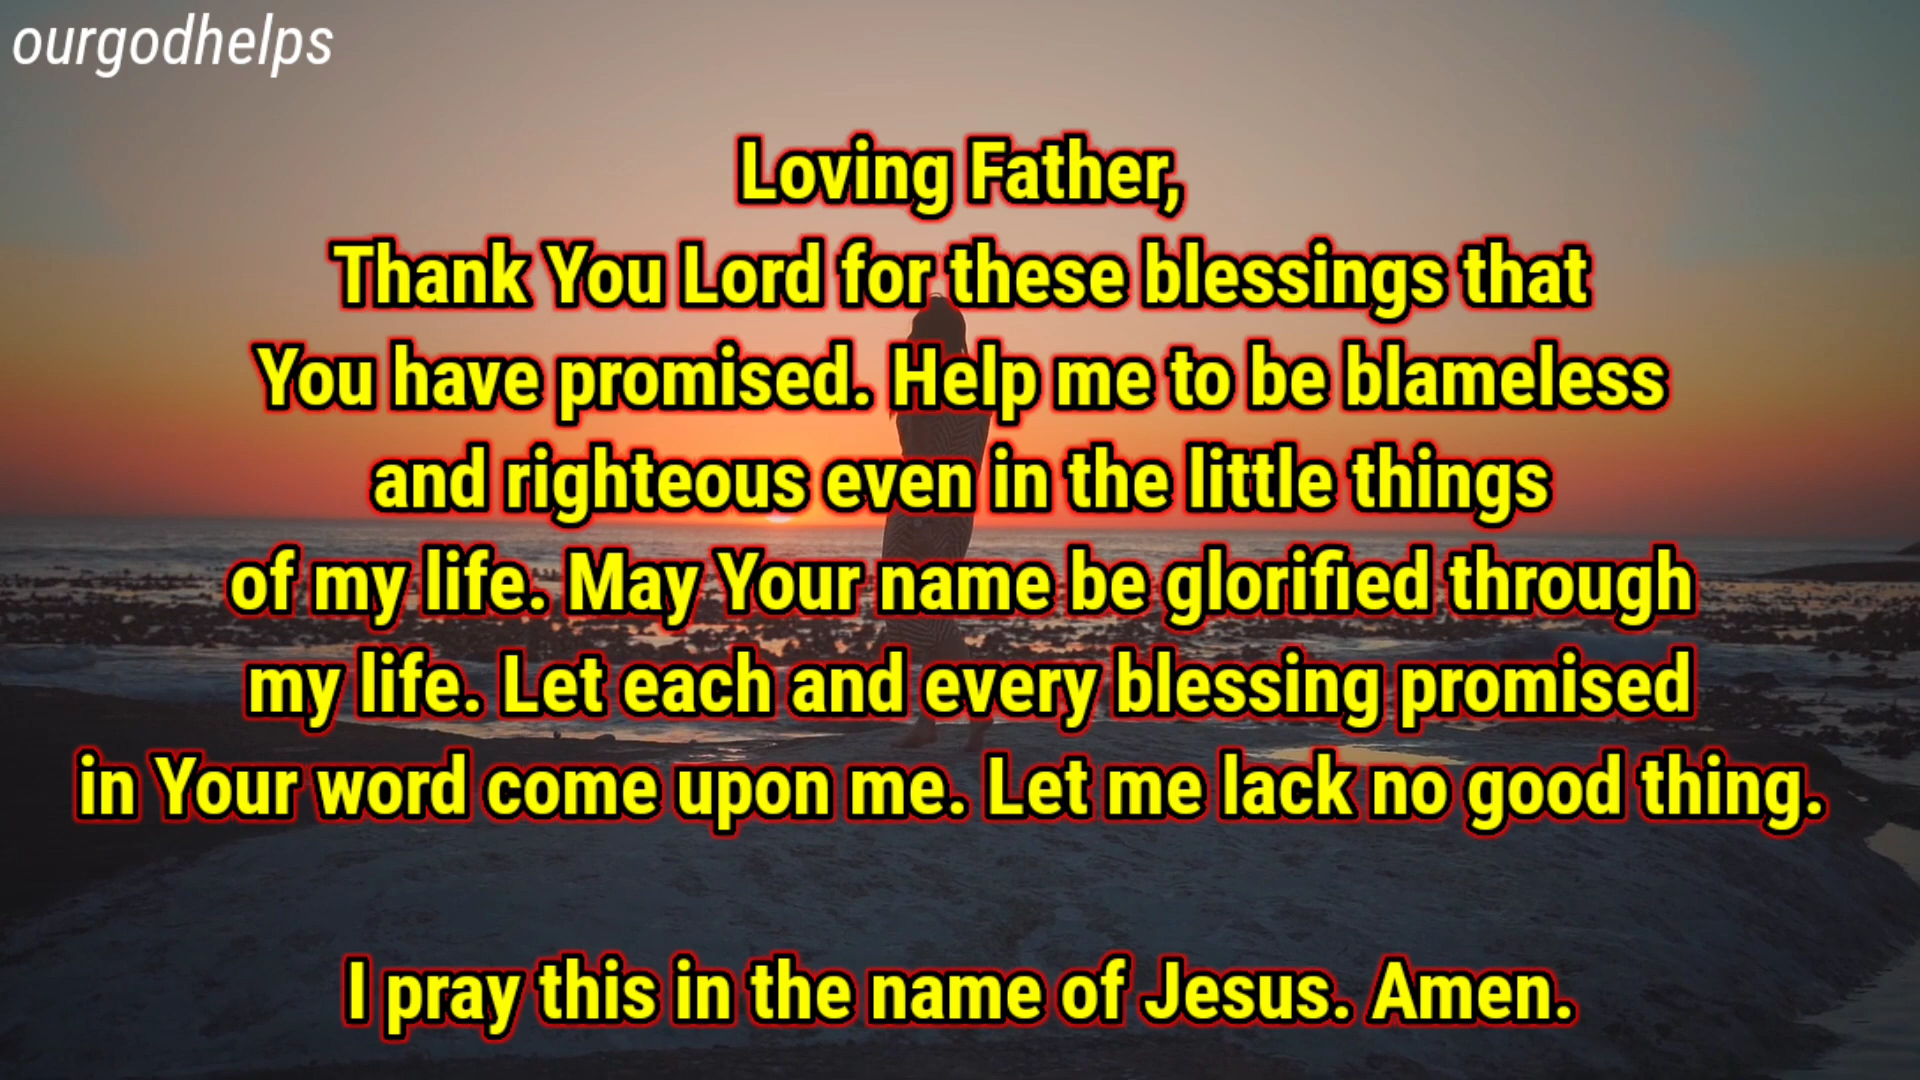 ourgodhelps
Loving Father,
Thank You Lord for these blessings that
You have promised. Help me to be blameless
and righteous even in the little things
of my life. May Your name be glorified through
my life. Let each and every blessing promised
in Your word come upon me. Let me lack no good thing.
I pray this in the name of Jesus. Amen.